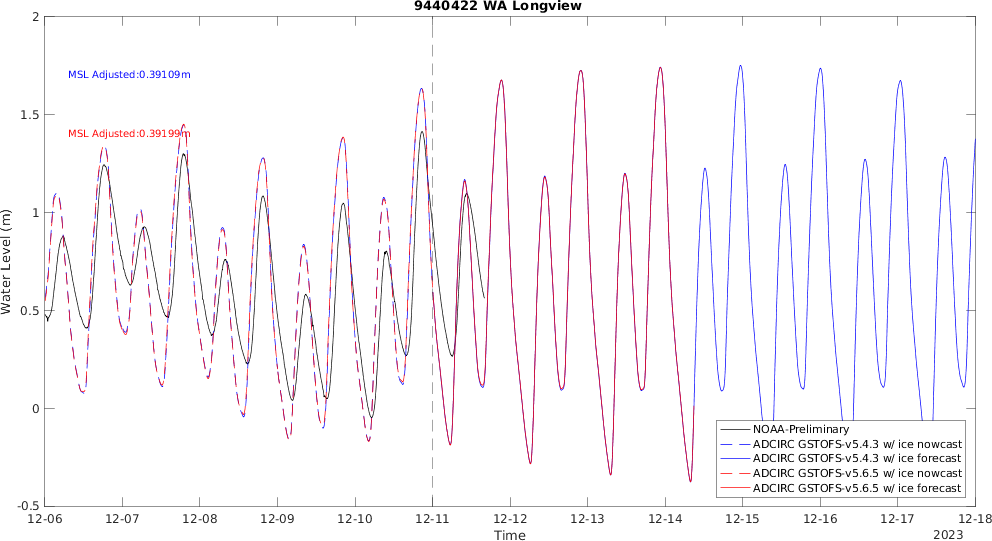 9440422 WA Longview
2
1.5
1
0.5
0
-0.5
Water Level (m)
MSL Adjusted:0.39109m
MSL Adjusted:0.39199m
NOAA-Preliminary
ADCIRC GSTOFS-v5.4.3 w/ ice nowcast
ADCIRC GSTOFS-v5.4.3 w/ ice forecast
ADCIRC GSTOFS-v5.6.5 w/ ice nowcast
ADCIRC GSTOFS-v5.6.5 w/ ice forecast
12-06 12-07 12-08 12-09 12-10 12-11 12-12 12-13 12-14 12-15 12-16 12-17 12-18
Time
2023